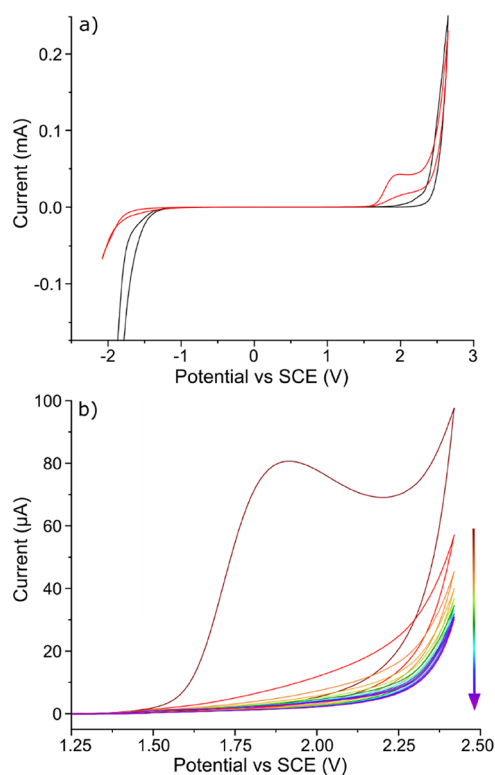 a)
0.2
0.1
0.0
-0.1
Current (mA)
-2 -1 0 1 2 3
Potential vs SCE (V)
b)
100
80
60
40
20
0
Current (µA)
1.25 1.50 1.75 2.00 2.25 2.50
Potential vs SCE (V)